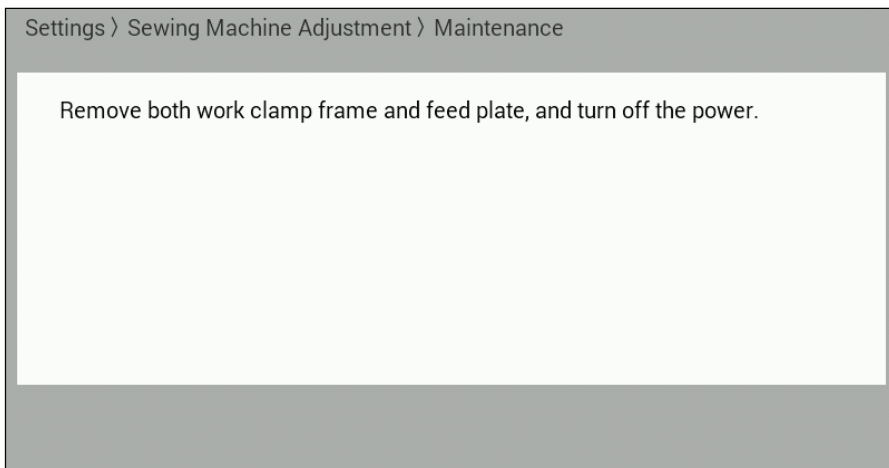 Settings 〉 Sewing Machine Adjustment 〉 Maintenance
Remove both work clamp frame and feed plate, and turn off the power.